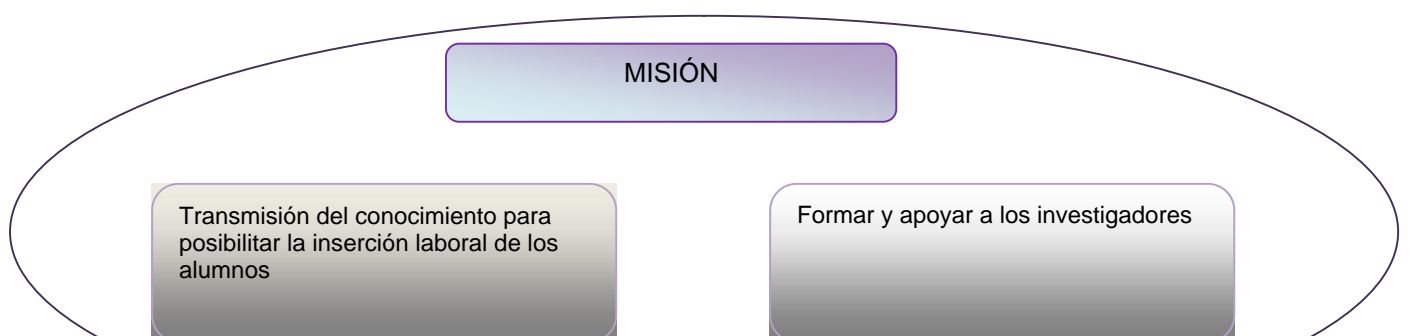 MISIÓN
Transmisión del conocimiento para
posibilitar la inserción laboral de los
alumnos
Formar y apoyar a los investigadores